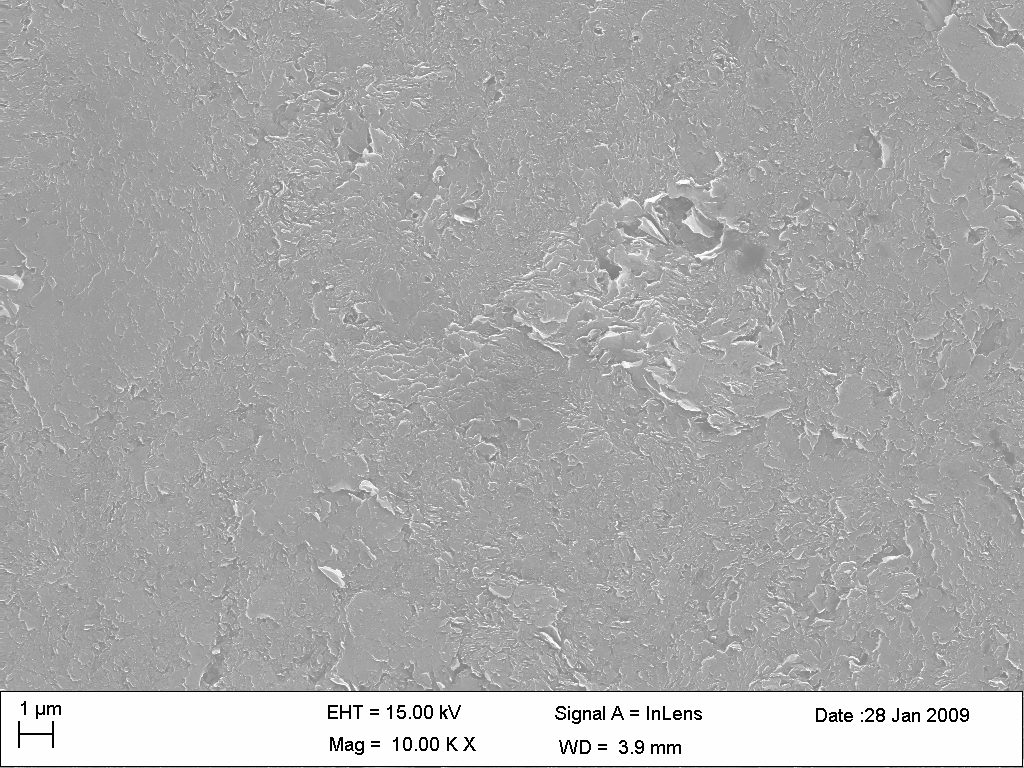 1 µm
EHT = 15.00 kV
Signal A = InLens
Date :28 Jan 2009
Mag = 10.00 K X
WD = 3.9 mm